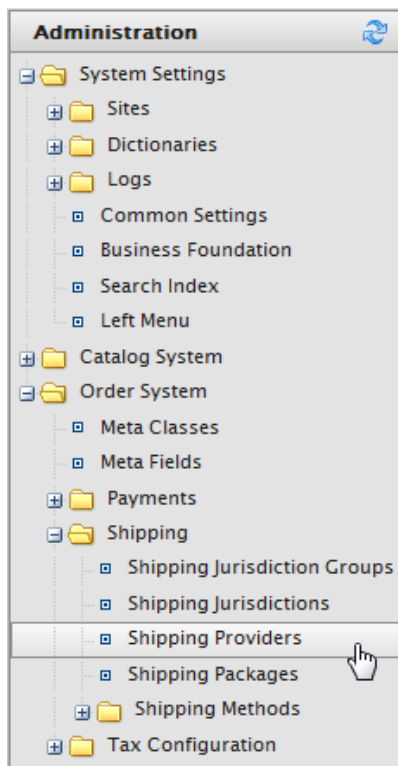 Administration
System Settings
Sites
Dictionaries
Logs
Common Settings
Business Foundation
Search Index
Left Menu
Catalog System
Order System
Meta Classes
Meta Fields
Payments
Shipping
Shipping Jurisdiction Groups
Shipping Jurisdictions
Shipping Providers
Shipping Packages
Shipping Methods
Tax Configuration